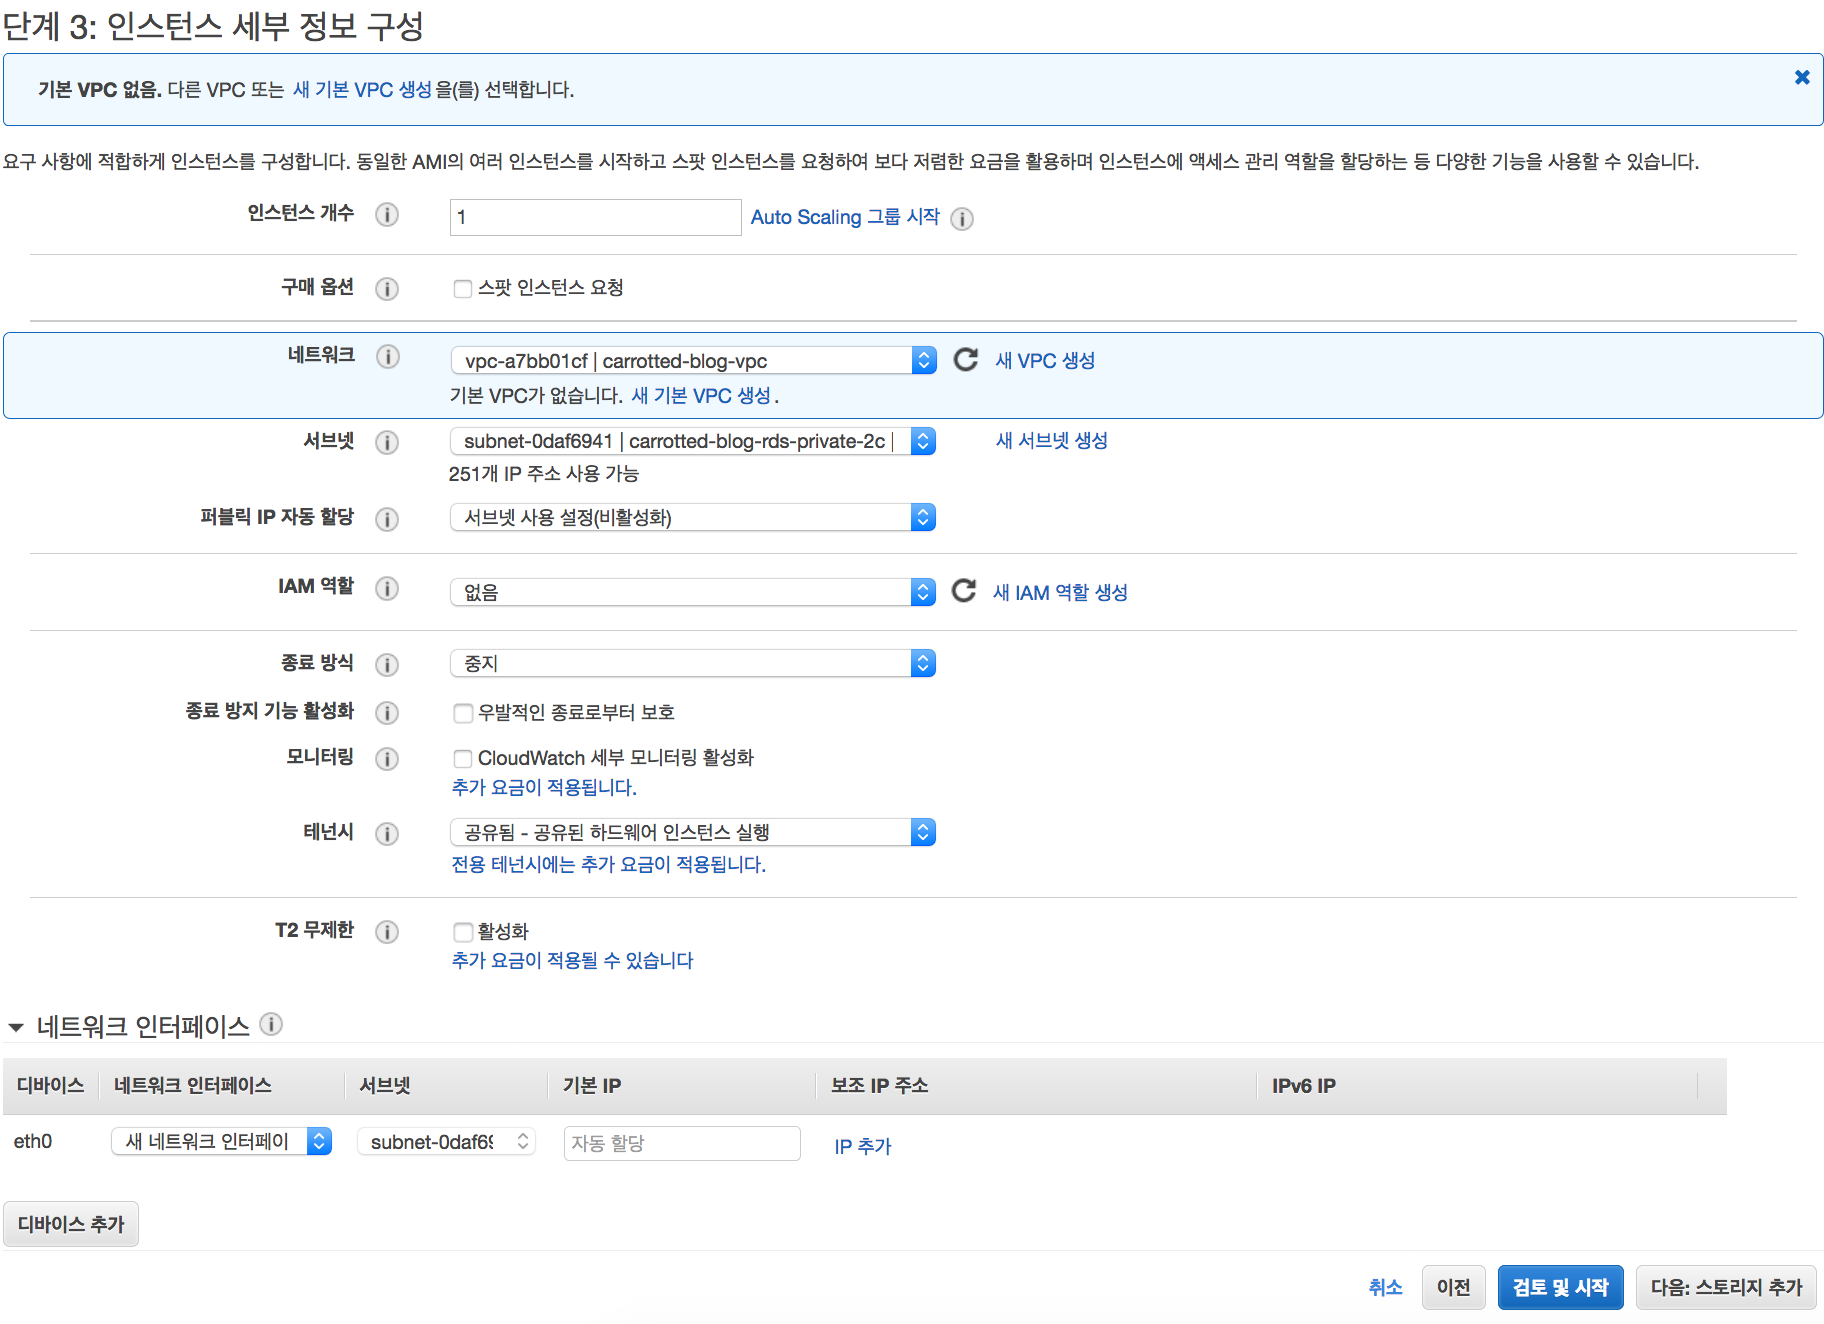 단계 3: 인스턴스 세부 정보 구성
기본 VPC 없음. 다른 VPC 또는 새 기본 VPC 생성 을(를) 선택합니다.
요구 사항에 적합하게 인스턴스를 구성합니다. 동일한 AMI의 여러 인스턴스를 시작하고 스팟 인스턴스를 요청하여 보다 저렴한 요금을 활용하며 인스턴스에 액세스 관리 역할을 할당하는 등 다양한 기능을 사용할 수 있습니다.
인스턴스 개수 1 Auto Scaling 그룹 시작
구매 옵션 스팟 인스턴스 요청
네트워크 vpc-a7bb01cf | carrotted-blog-vpc 새 VPC 생성
기본 VPC가 없습니다. 새 기본 VPC 생성.
서브넷 subnet-0daf6941 | carrotted-blog-rds-private-2c | 새 서브넷 생성
251개 IP 주소 사용 가능
퍼블릭 IP 자동 할당 서브넷 사용 설정(비활성화)
IAM 역할 없음 새 IAM 역할 생성
종료 방식 중지
종료 방지 기능 활성화 우발적인 종료로부터 보호
모니터링 CloudWatch 세부 모니터링 활성화
추가 요금이 적용됩니다.
테넌시 공유됨 - 공유된 하드웨어 인스턴스 실행
전용 테넌시에는 추가 요금이 적용됩니다.
T2 무제한 활성화
추가 요금이 적용될 수 있습니다
네트워크 인터페이스
디바이스 네트워크 인터페이스 서브넷 기본 IP 보조 IP 주소 IPv6 IP
eth0 새 네트워크 인터페이 subnet-0daf69 자동 할당 IP 추가
디바이스 추가
취소 이전 검토 및 시작 다음: 스토리지 추가